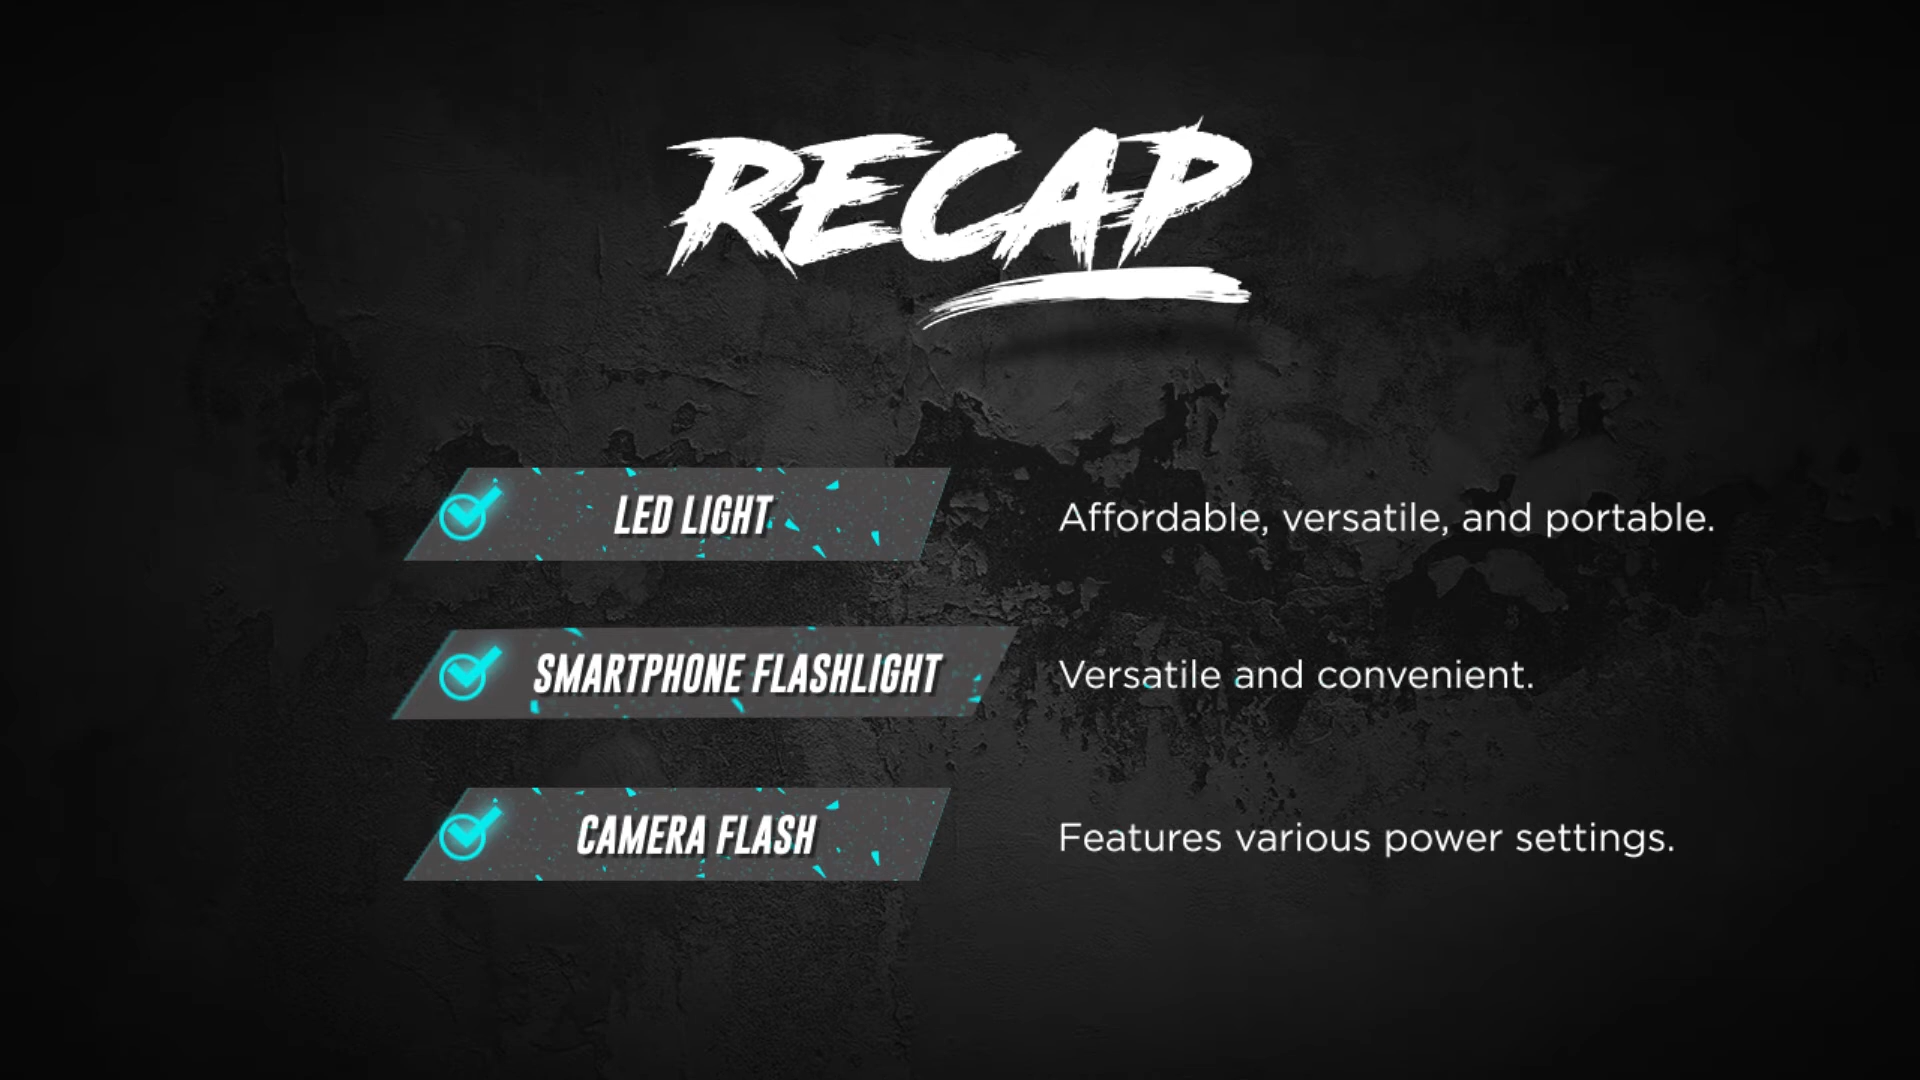 RECAP
LED LIGHT
Affordable, versatile, and portable.
SMARTPHONE FLASHLIGHT
Versatile and convenient.
CAMERA FLASH
Features various power settings.